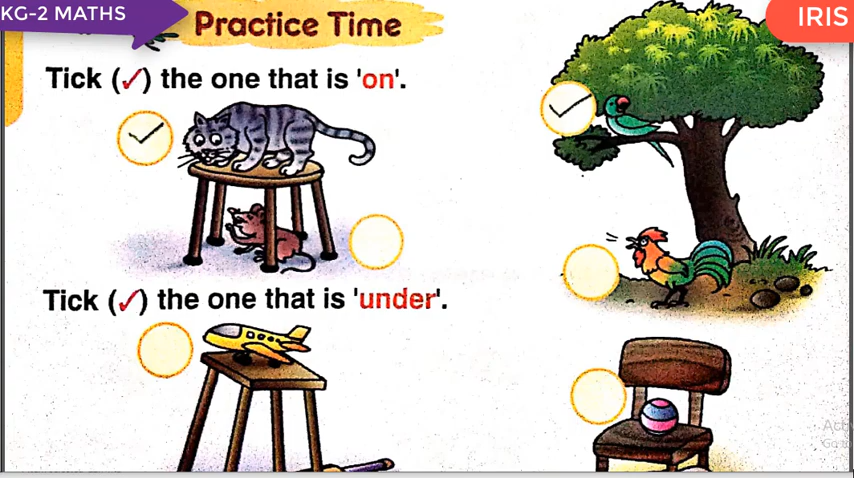 KG-2 MATHS
Practice Time
IRIS
Tick (✓) the one that is 'on'.
Tick (✓) the one that is 'under'.